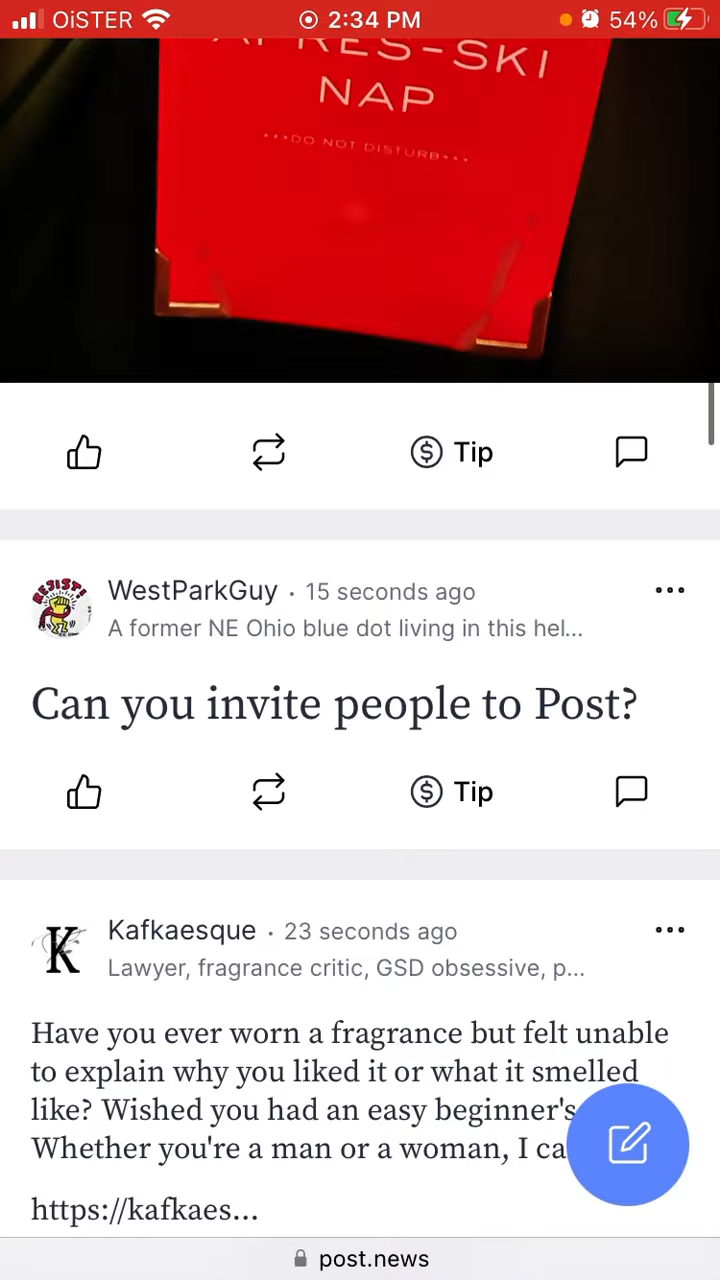 OiSTER 2:34 PM 54%
APRES-SKI
NAP
•••DO NOT DISTURB•••
Tip
RESIST!
WestParkGuy · 15 seconds ago
A former NE Ohio blue dot living in this hel...
Can you invite people to Post?
Tip
K
Kafkaesque · 23 seconds ago
Lawyer, fragrance critic, GSD obsessive, p...
Have you ever worn a fragrance but felt unable
to explain why you liked it or what it smelled
like? Wished you had an easy beginner's
Whether you're a man or a woman, I ca
https://kafkaes...
post.news